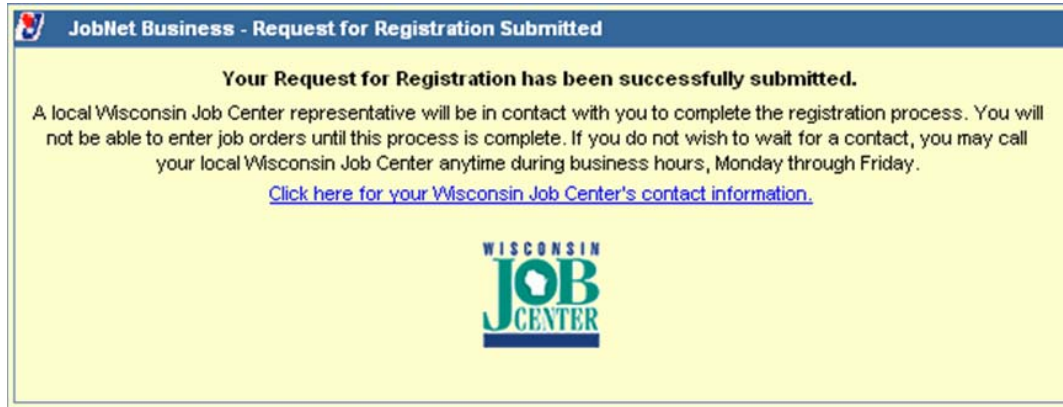 JobNet Business - Request for Registration Submitted
Your Request for Registration has been successfully submitted.
A local Wisconsin Job Center representative will be in contact with you to complete the registration process. You will
not be able to enter job orders until this process is complete. If you do not wish to wait for a contact, you may call
your local Wisconsin Job Center anytime during business hours, Monday through Friday.
Click here for your Wisconsin Job Center's contact information.
WISCONSIN
JOB
CENTER